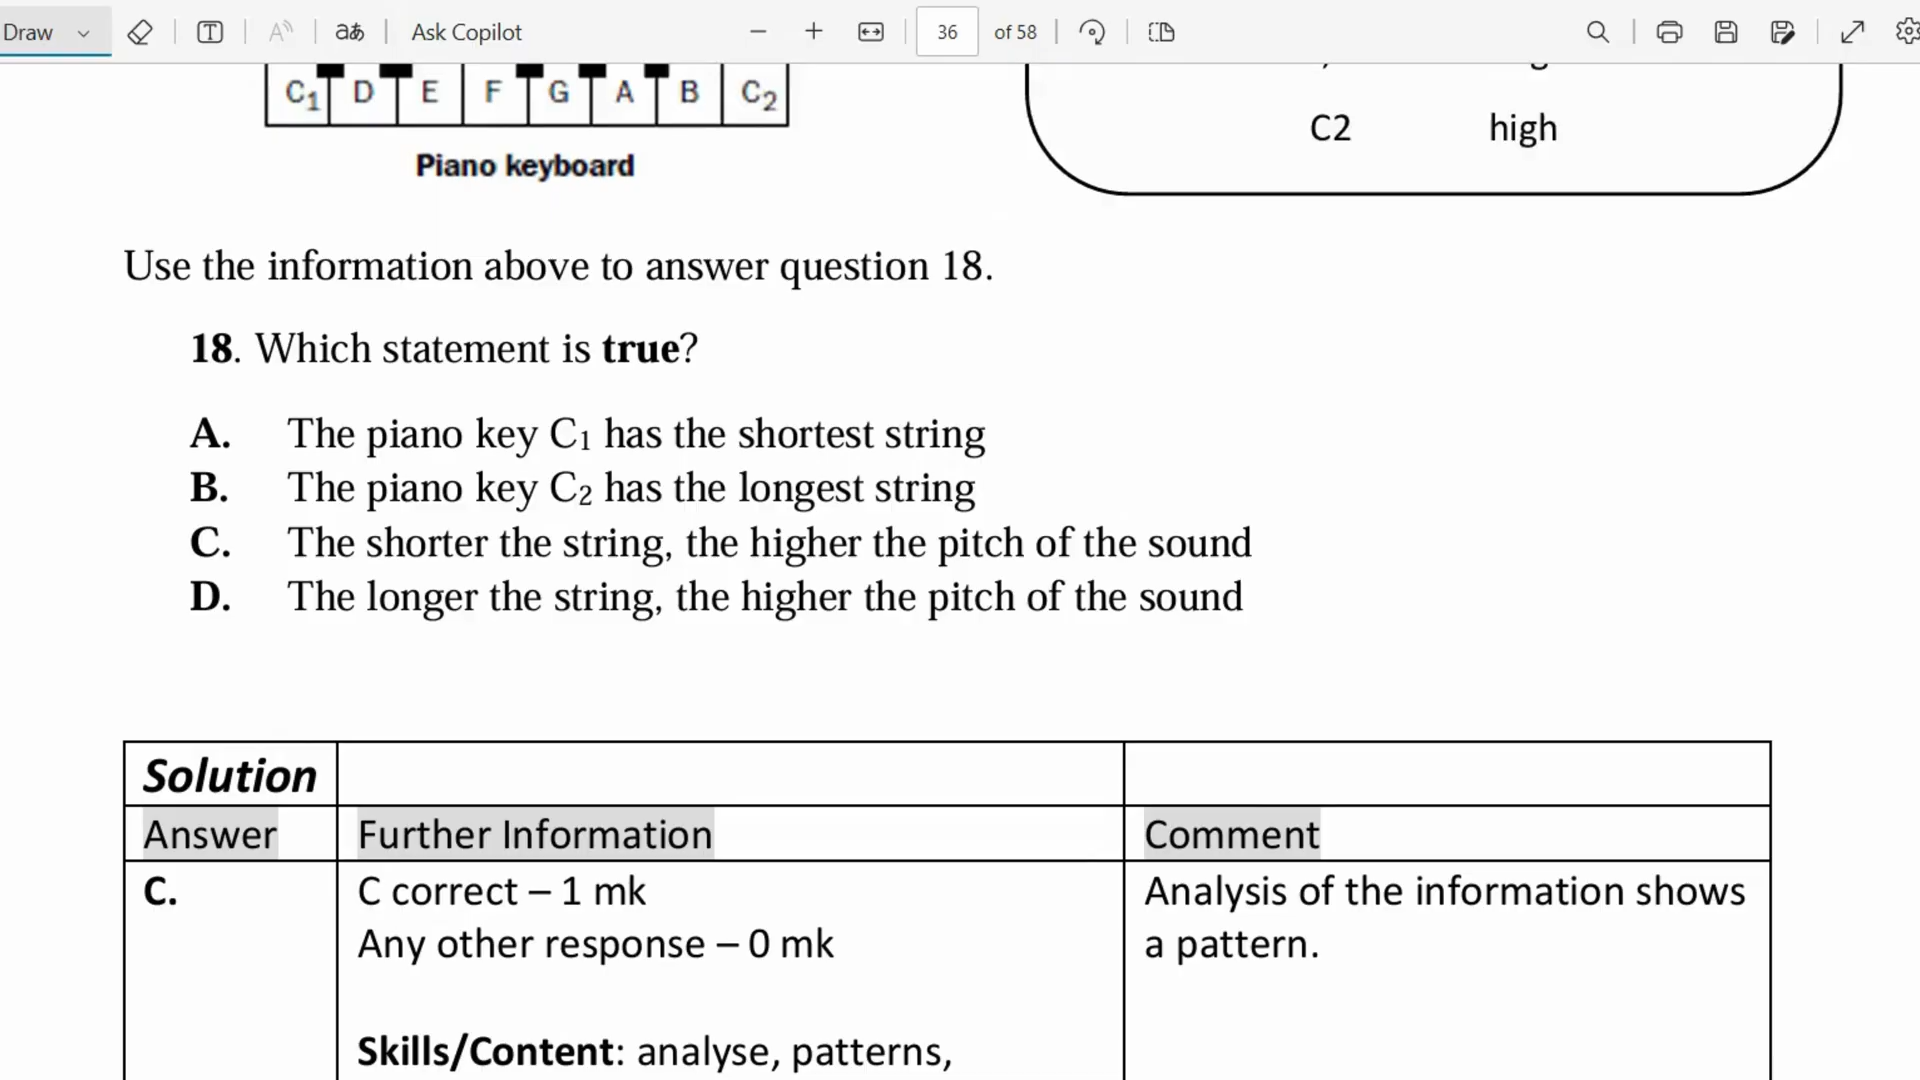 Draw
T
A
aあ
Ask Copilot
36
of 58
C1 D E F G A B C2
Piano keyboard
C2 high
Use the information above to answer question 18.
18. Which statement is true?
A. The piano key C1 has the shortest string
B. The piano key C2 has the longest string
C. The shorter the string, the higher the pitch of the sound
D. The longer the string, the higher the pitch of the sound
Solution
Answer Further Information Comment
C. C correct – 1 mk Analysis of the information shows
Any other response – 0 mk a pattern.
Skills/Content: analyse, patterns,